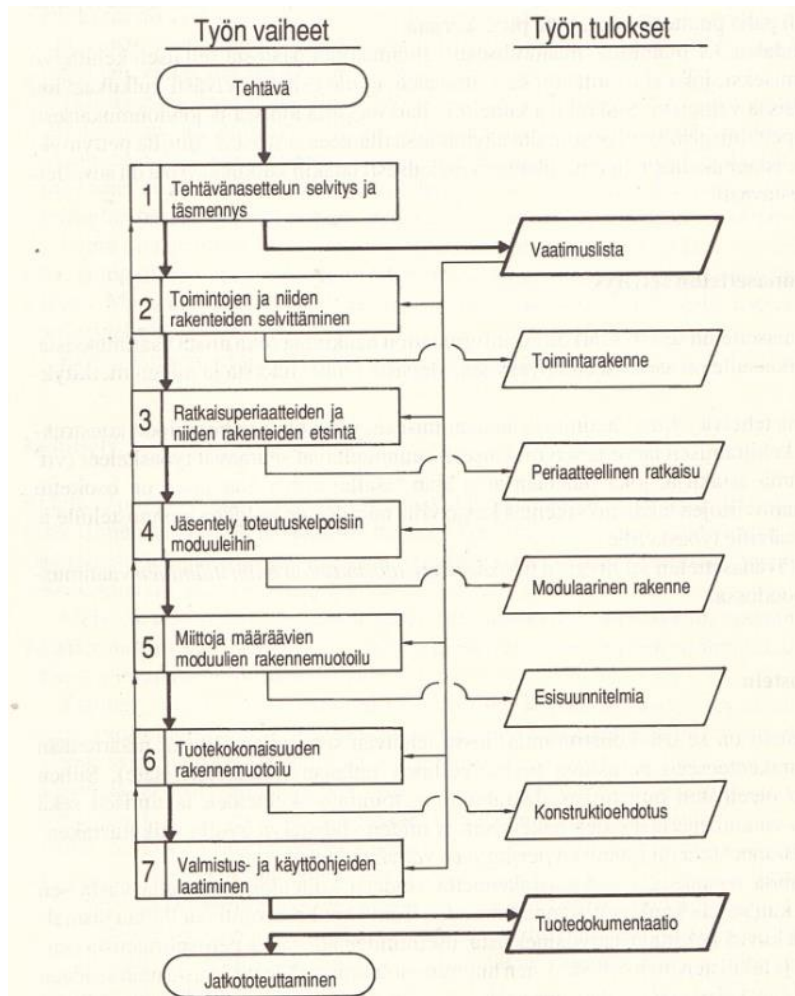 Työn vaiheet
Työn tulokset
Tehtävä
1
Tehtävänasettelun selvitys ja
täsmennys
Vaatimuslista
2
Toimintojen ja niiden
rakenteiden selvittäminen
Toimintarakenne
3
Ratkaisuperiaatteiden ja
niiden rakenteiden etsintä
Periaatteellinen ratkaisu
4
Jäsentely toteutuskelpoisiin
moduuleihin
Modulaarinen rakenne
5
Miittoja määräävien
moduulien rakennemuotoilu
Esisuunnitelmia
6
Tuotekokonaisuuden
rakennemuotoilu
Konstruktioehdotus
7
Valmistus- ja käyttöohjeiden
laatiminen
Tuotedokumentaatio
Jatkototeuttaminen